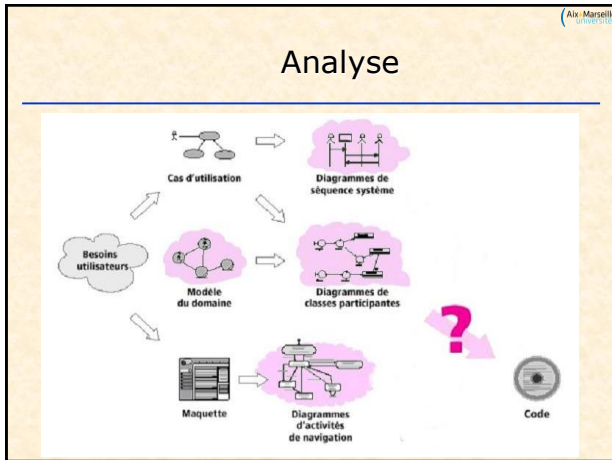 Aix*Marseille
université
Analyse
Cas d'utilisation
Diagrammes de
séquence système
Besoins
utilisateurs
Modèle
du domaine
Diagrammes de
classes participantes
?
Maquette
Diagrammes
d'activités
de navigation
Code